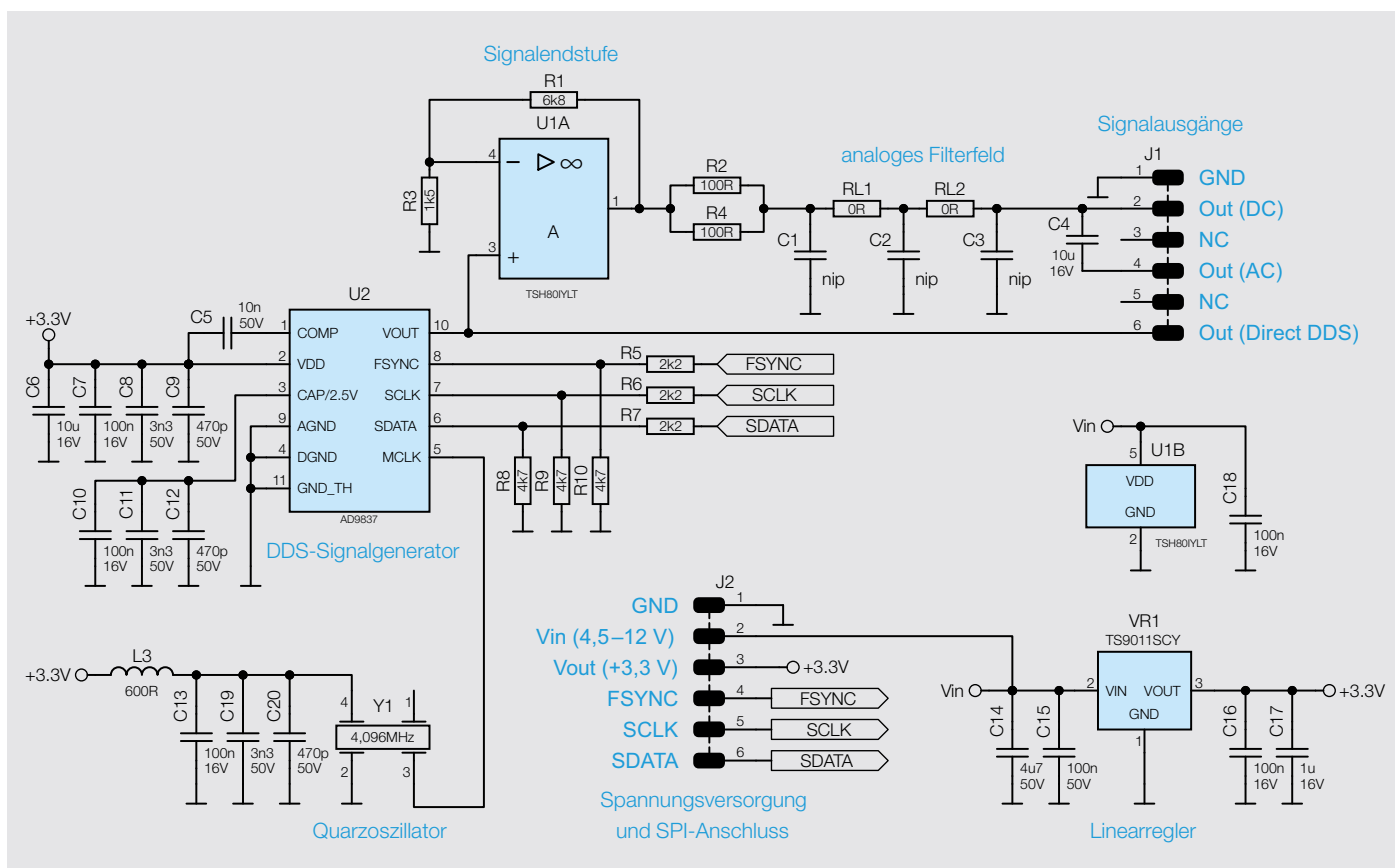 Signalendstufe
R1
6k8
U1A
4
−
▷ ∞
R3
1k5
1
A
3
+
TSH80IYLT
R2
100R
R4
100R
analoges Filterfeld
RL1
0R
RL2
0R
C1
nip
C2
nip
C3
nip
C4
10u
16V
Signalausgänge
J1
1
GND
2
Out (DC)
3
NC
4
Out (AC)
5
NC
6
Out (Direct DDS)
+3.3V
C5
10n
50V
U2
1
COMP
VOUT
10
2
VDD
FSYNC
8
3
CAP/2.5V
SCLK
7
9
AGND
SDATA
6
4
DGND
MCLK
5
11
GND_TH
AD9837
DDS-Signalgenerator
C6
10u
16V
C7
100n
16V
C8
3n3
50V
C9
470p
50V
C10
100n
16V
C11
3n3
50V
C12
470p
50V
R5
2k2
FSYNC
R6
2k2
SCLK
R7
2k2
SDATA
R8
4k7
R9
4k7
R10
4k7
Vin
5
U1B
VDD
GND
2
TSH80IYLT
C18
100n
16V
+3.3V
L3
600R
C13
100n
16V
C19
3n3
50V
C20
470p
50V
4
Y1
1
4,096MHz
2
3
Quarzoszillator
J2
GND
1
Vin (4,5–12 V)
2
Vout (+3,3 V)
3
+3.3V
FSYNC
4
FSYNC
SCLK
5
SCLK
SDATA
6
SDATA
Spannungsversorgung
und SPI-Anschluss
VR1
TS9011SCY
Vin
2
VIN
VOUT
3
GND
1
+3.3V
C14
4u7
50V
C15
100n
50V
C16
100n
16V
C17
1u
16V
Linearregler